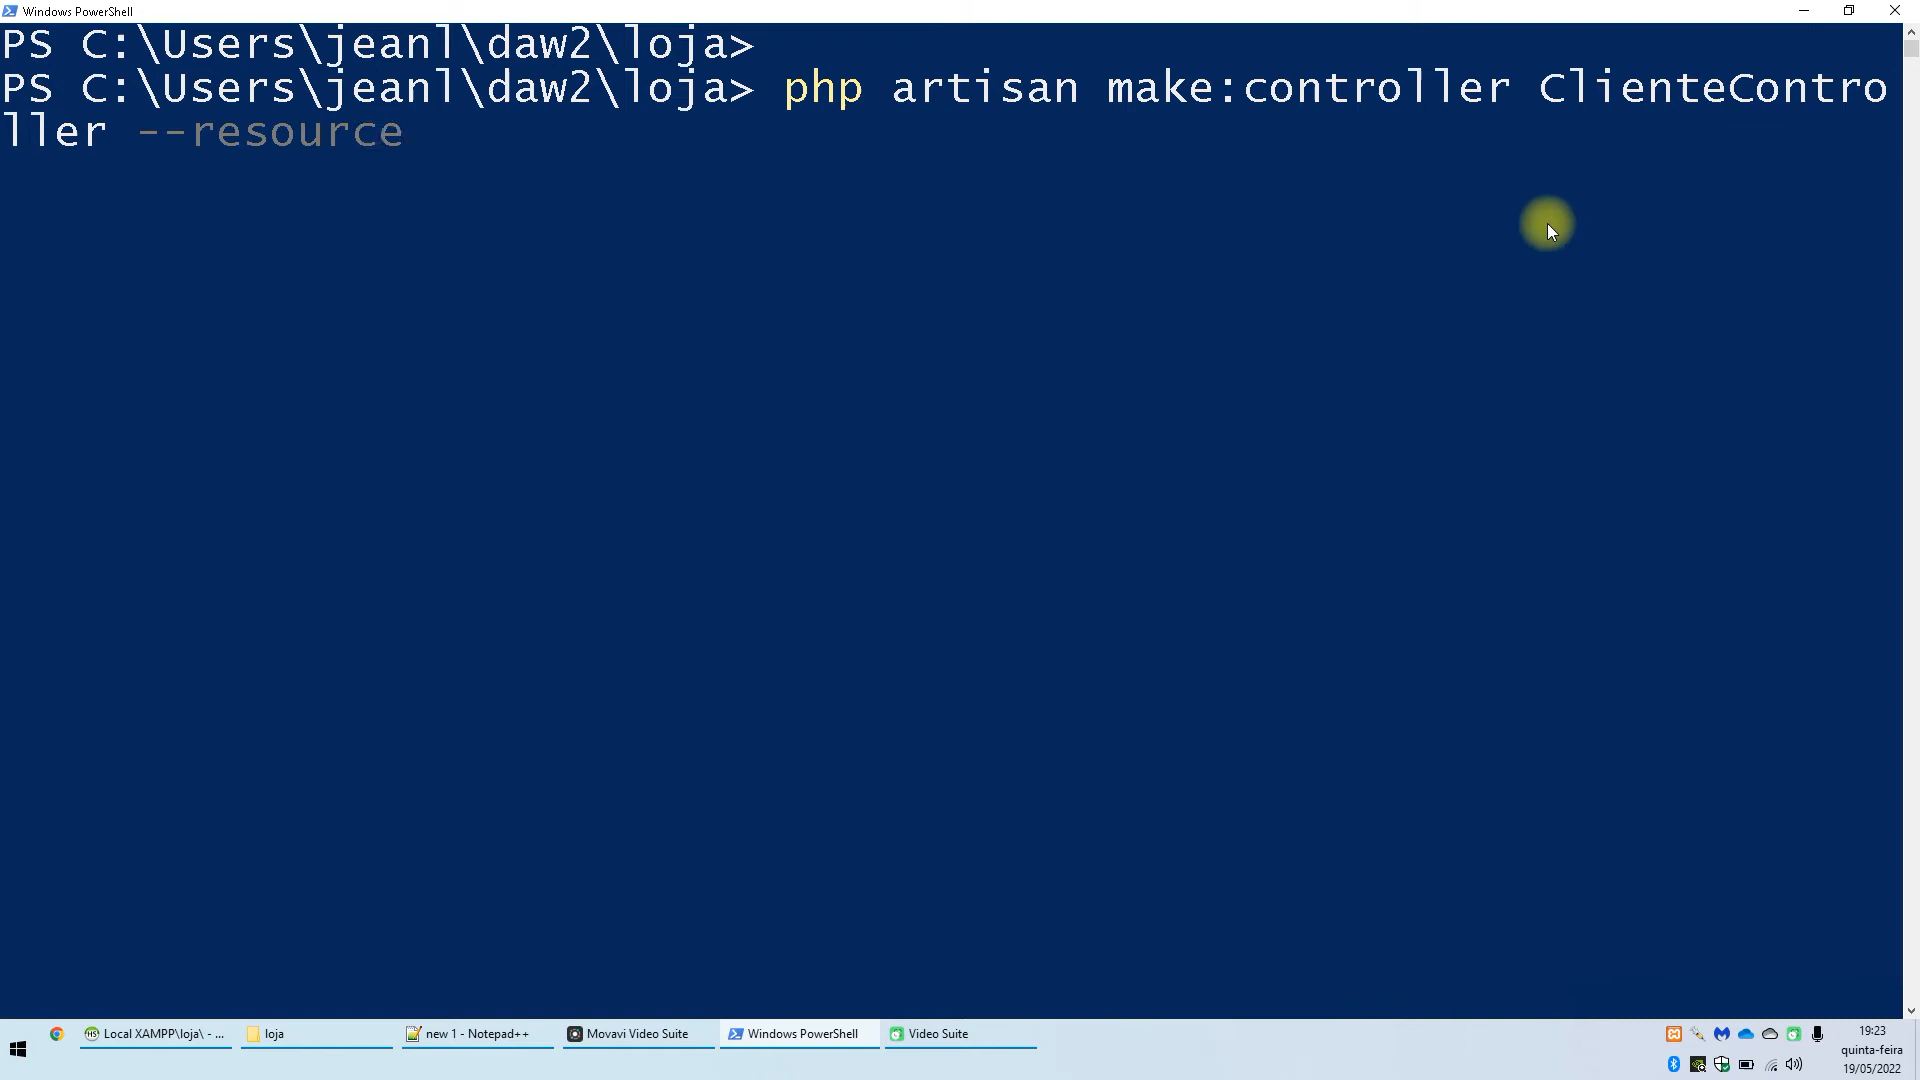 Windows PowerShell
PS C:\Users\jeanl\daw2\loja>
PS C:\Users\jeanl\daw2\loja> php artisan make:controller ClienteContro
ller --resource
Local XAMPP\loja\ - ...
loja
new 1 - Notepad++
Movavi Video Suite
Windows PowerShell
Video Suite
19:23
quinta-feira
19/05/2022